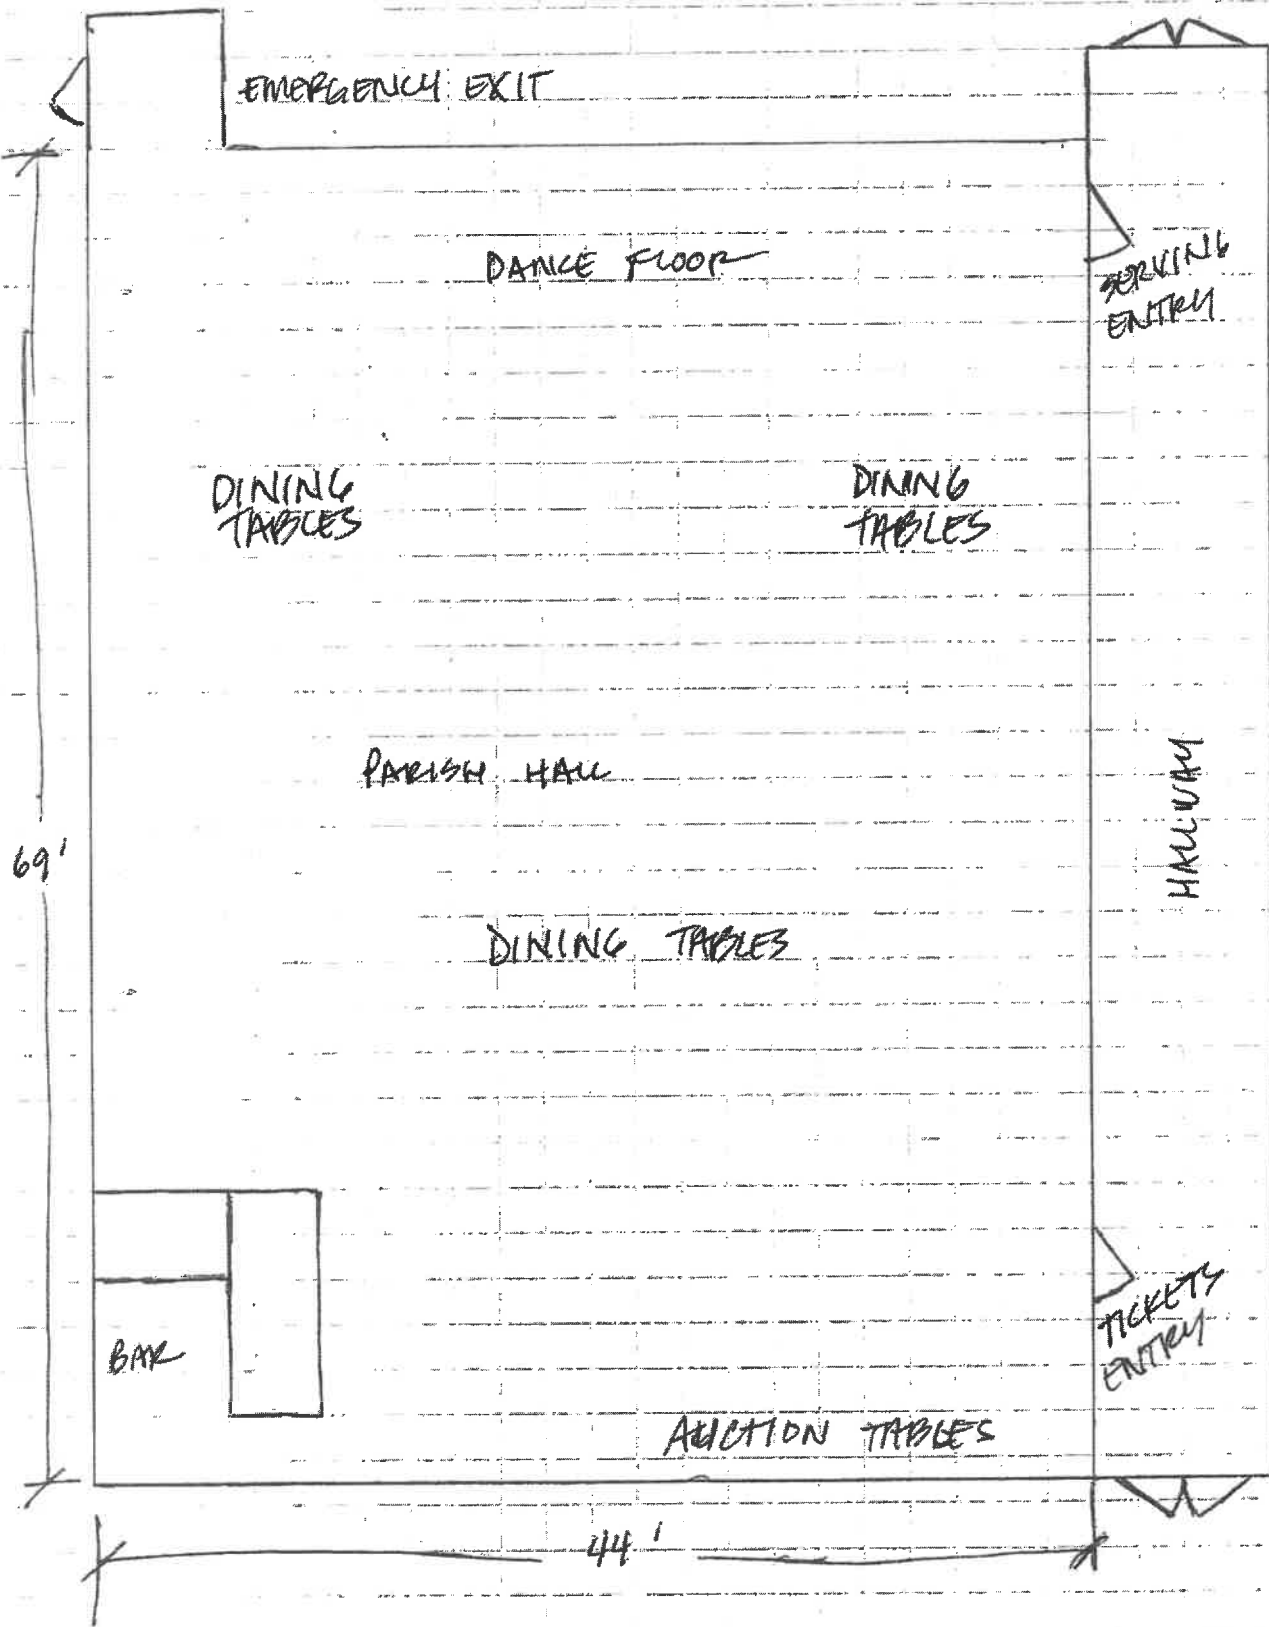 EMERGENCY EXIT
DANCE FLOOR
SERVING
ENTRY
DINING
TABLES
DINING
TABLES
PARISH HALL
HALLWAY
69'
DINING TABLES
BAR
TICKETS
ENTRY
AUCTION TABLES
44'